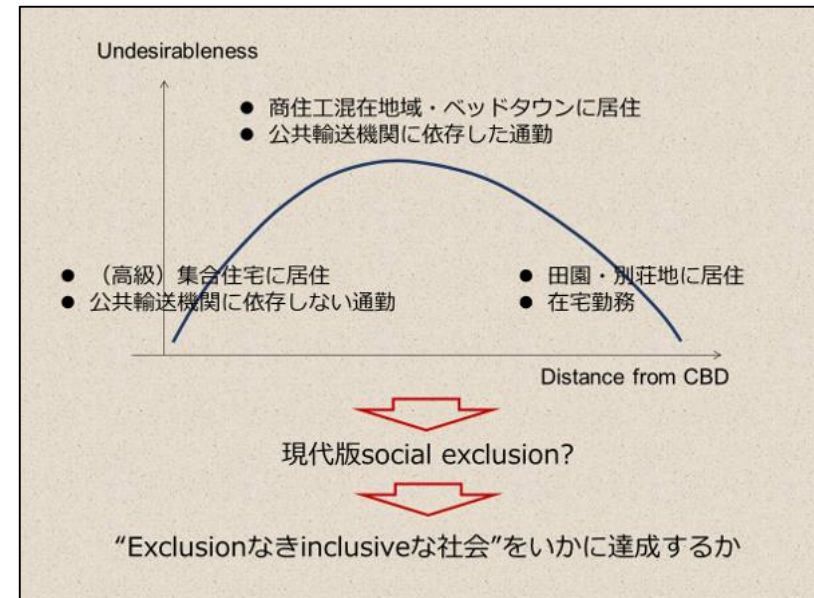 Undesirableness
● 商住工混在地域・ベッドタウンに居住
● 公共輸送機関に依存した通勤
● （高級）集合住宅に居住
● 公共輸送機関に依存しない通勤
● 田園・別荘地に居住
● 在宅勤務
Distance from CBD
現代版social exclusion?
“Exclusionなきinclusiveな社会”をいかに達成するか